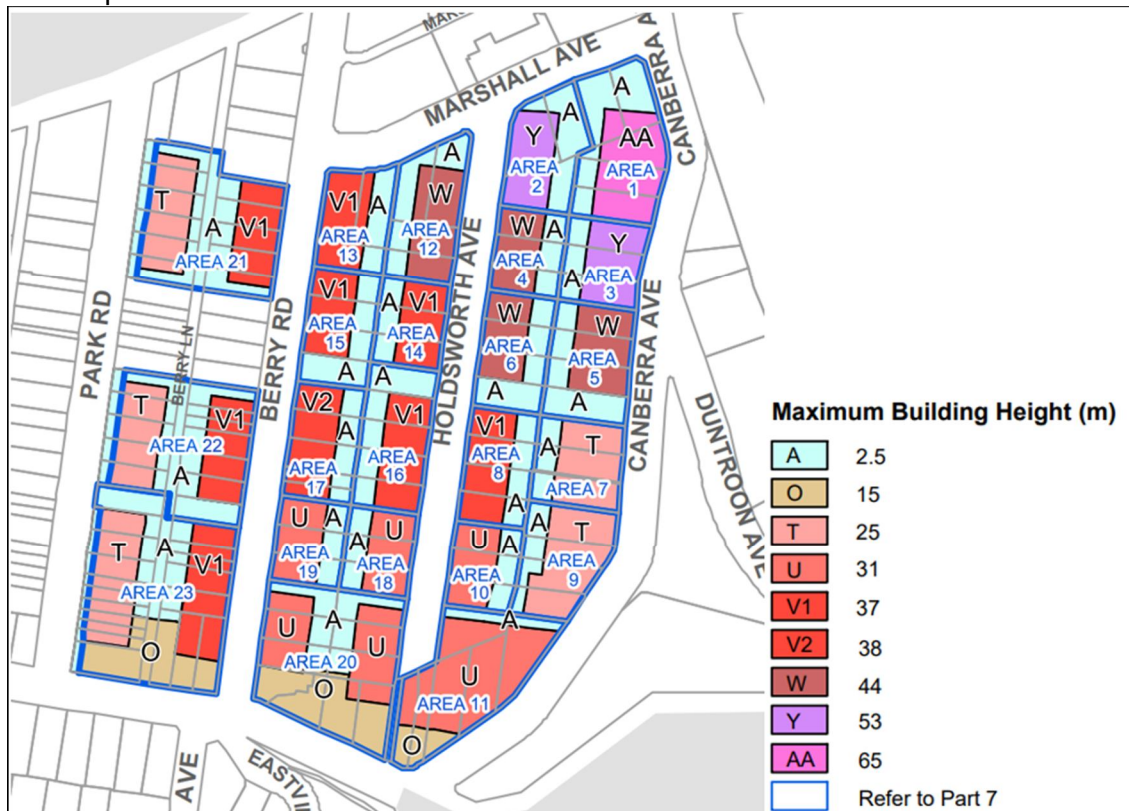 MARSHALL AVE
CANBERRA A
A
A
Y
AREA
2
AA
AREA
1
A
V1
A
W
AREA
13
AREA
12
T
A
V1
AREA 21
W
A
Y
AREA
4
A
AREA
3
V1
A
V1
AREA
15
AREA
14
W
W
AREA
6
AREA
5
PARK RD
BERRY LN
BERRY RD
HOLDSWORTH AVE
CANBERRA AVE
DUNTROON AVE
A
A
A
A
T
V1
AREA 22
A
V2
A
V1
AREA
17
AREA
16
V1
A
T
AREA
8
AREA 7
A
T
A
V1
AREA 23
O
U
A
A
U
AREA
19
AREA
18
U
A
A
T
AREA
10
AREA
9
A
U
A
U
AREA 20
O
U
AREA 11
O
AVE
EASTVI
Maximum Building Height (m)
A 2.5
O 15
T 25
U 31
V1 37
V2 38
W 44
Y 53
AA 65
Refer to Part 7